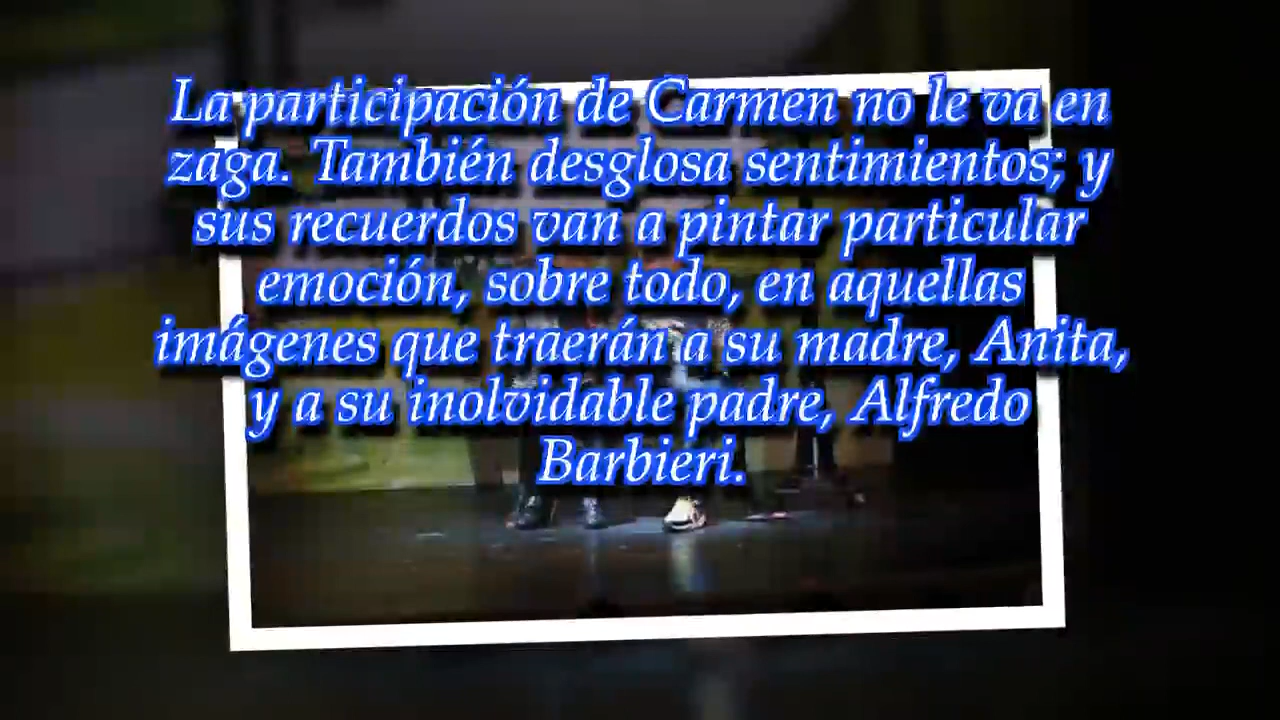 La participación de Carmen no le va en
zaga. También desglosa sentimientos; y
sus recuerdos van a pintar particular
emoción, sobre todo, en aquellas
imágenes que traerán a su madre, Anita,
y a su inolvidable padre, Alfredo
Barbieri.